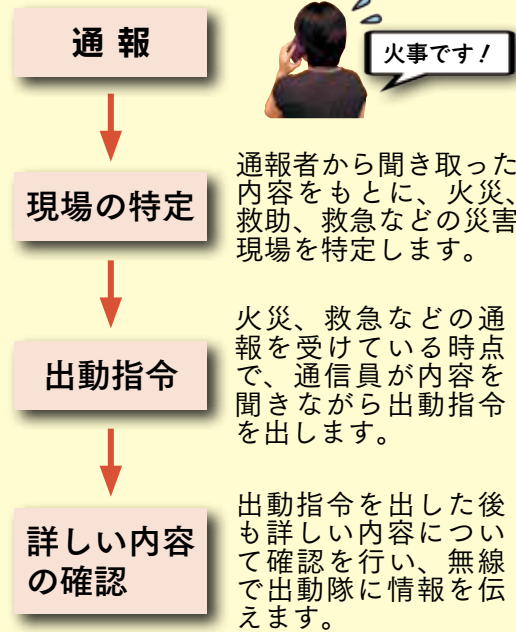 通 報
火事です！
現場の特定
通報者から聞き取った
内容をもとに、火災、
救助、救急などの災害
現場を特定します。
出動指令
火災、救急などの通
報を受けている時点
で、通信員が内容を
聞きながら出動指令
を出します。
詳しい内容
の確認
出動指令を出した後
も詳しい内容につい
て確認を行い、無線
で出動隊に情報を伝
えます。